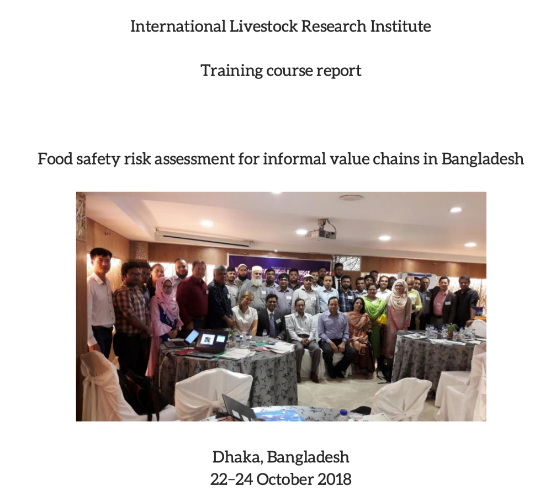 International Livestock Research Institute
Training course report
Food safety risk assessment for informal value chains in Bangladesh
Dhaka, Bangladesh
22–24 October 2018